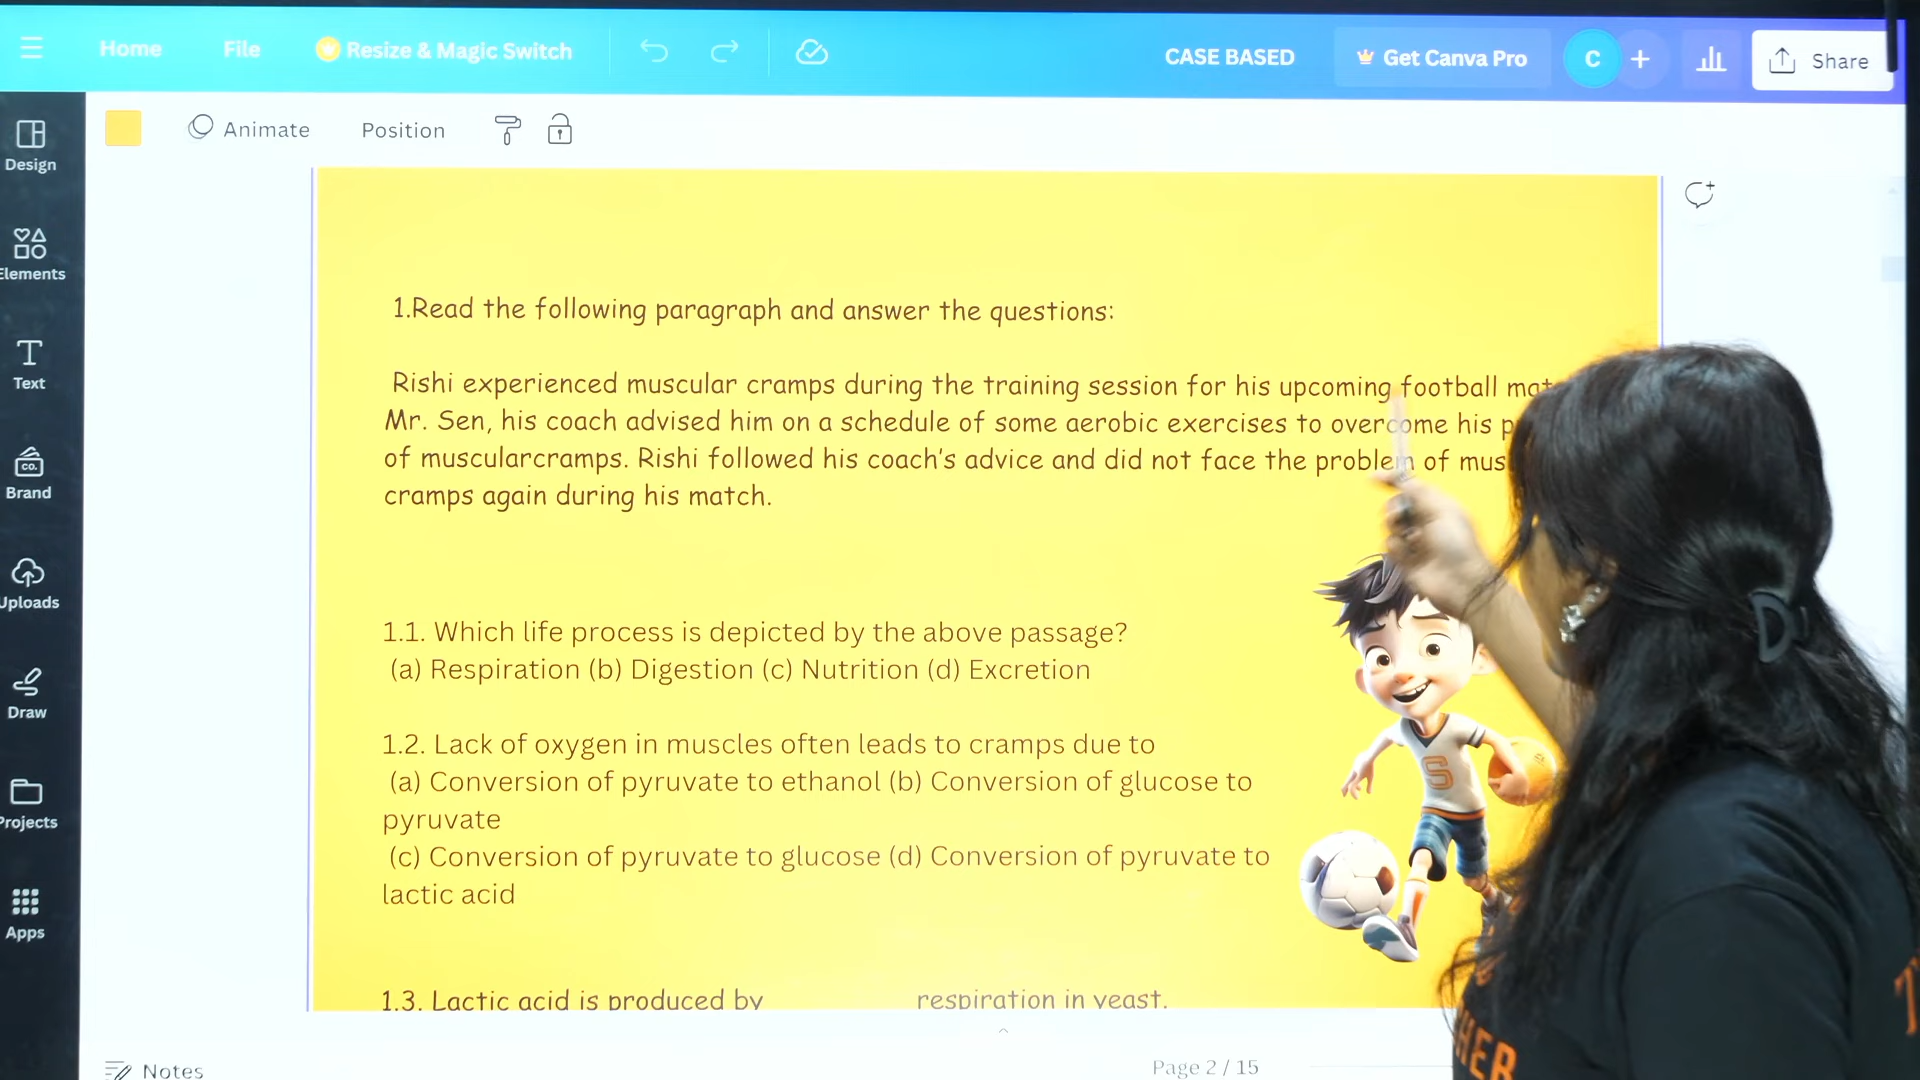 Home File Resize & Magic Switch CASE BASED Get Canva Pro C + Share
Animate Position
Design
Elements
Text
CO.
Brand
Uploads
Draw
Projects
Apps
1.Read the following paragraph and answer the questions:
Rishi experienced muscular cramps during the training session for his upcoming football
Mr. Sen, his coach advised him on a schedule of some aerobic exercises to overcome his
of muscularcramps. Rishi followed his coach's advice and did not face the problem of
cramps again during his match.
1.1. Which life process is depicted by the above passage?
(a) Respiration (b) Digestion (c) Nutrition (d) Excretion
1.2. Lack of oxygen in muscles often leads to cramps due to
(a) Conversion of pyruvate to ethanol (b) Conversion of glucose to
pyruvate
(c) Conversion of pyruvate to glucose (d) Conversion of pyruvate to
lactic acid
S
1.3. Lactic acid is produced by respiration in yeast.
Notes Page 2 / 15